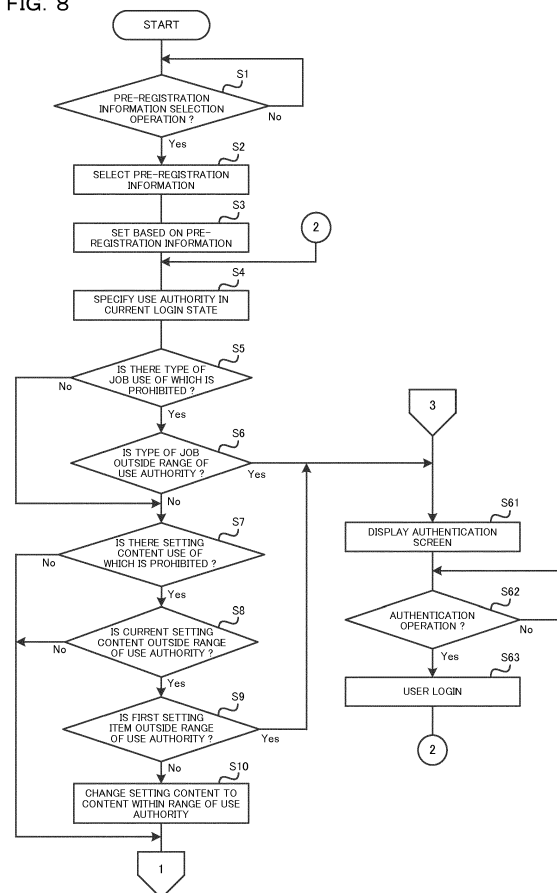 FIG. 8
START
S1
PRE-REGISTRATION
INFORMATION SELECTION
OPERATION ?
No
Yes
S2
SELECT PRE-REGISTRATION
INFORMATION
S3
SET BASED ON PRE-
REGISTRATION INFORMATION
2
S4
SPECIFY USE AUTHORITY IN
CURRENT LOGIN STATE
S5
IS THERE TYPE OF
JOB USE OF WHICH IS
PROHIBITED ?
No
Yes
S6
IS TYPE OF JOB
OUTSIDE RANGE OF
USE AUTHORITY ?
Yes
No
S7
IS THERE SETTING
CONTENT USE OF
WHICH IS PROHIBITED ?
No
Yes
S8
IS CURRENT SETTING
CONTENT OUTSIDE RANGE
OF USE AUTHORITY ?
No
Yes
S9
IS FIRST SETTING
ITEM OUTSIDE RANGE
OF USE AUTHORITY ?
Yes
No
S10
CHANGE SETTING CONTENT TO
CONTENT WITHIN RANGE OF USE
AUTHORITY
1
3
S61
DISPLAY AUTHENTICATION
SCREEN
S62
AUTHENTICATION
OPERATION ?
No
Yes
S63
USER LOGIN
2